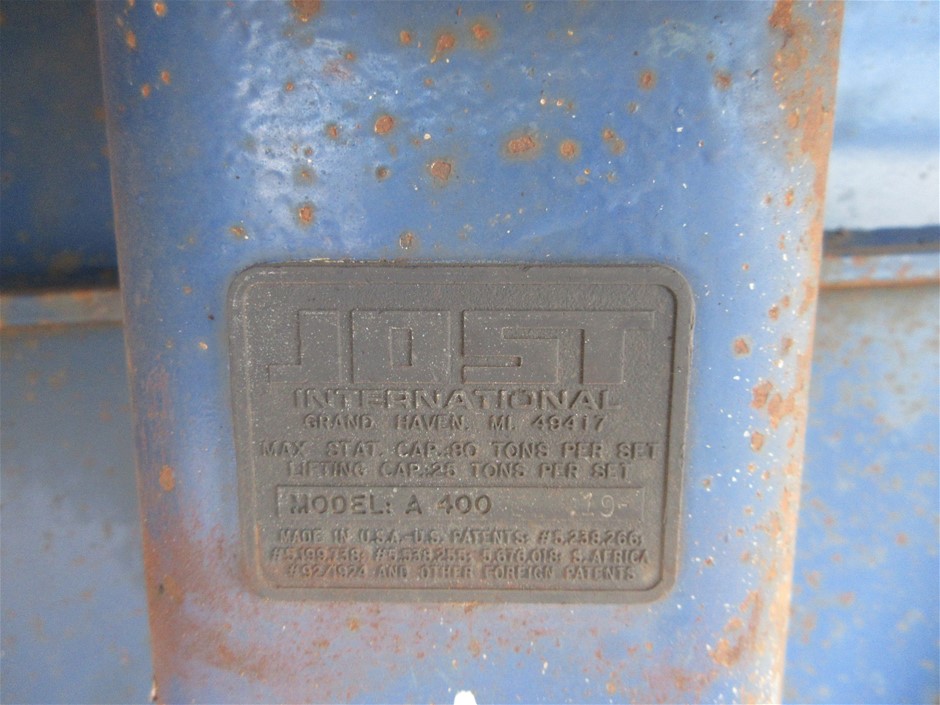 JOST
INTERNATIONAL
GRAND HAVEN, MI. 49417
MAX STAT. CAP.:80 TONS PER SET
LIFTING CAP.:25 TONS PER SET
MODEL: A 400 19-
MADE IN U.S.A.-U.S. PATENTS: #5,238,266;
#5,199,738; #5,538,255; 5,676,018; S. AFRICA
#92/1924 AND OTHER FOREIGN PATENTS